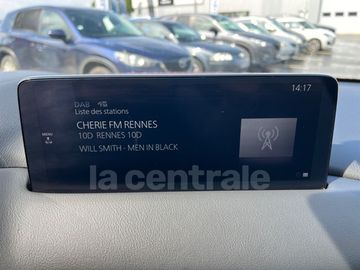 14:17
DAB
Liste des stations
CHERIE FM RENNES
10D RENNES 10D
WILL SMITH - MEN IN BLACK
MENU
la centrale